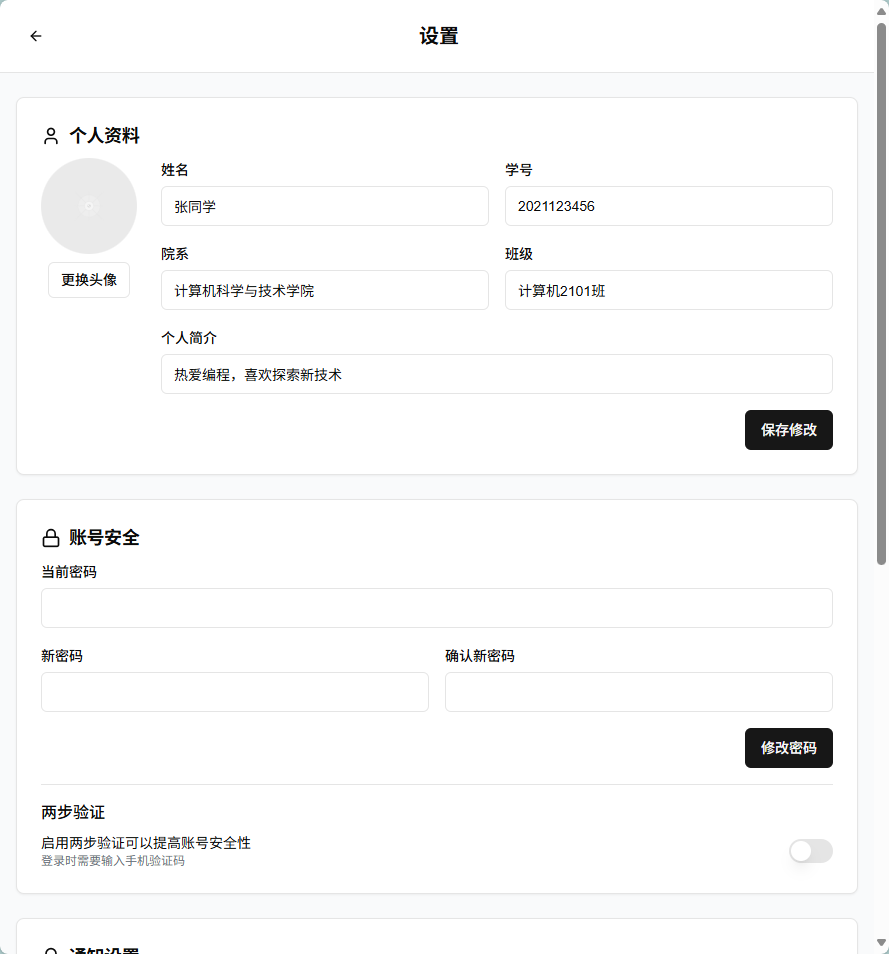 设置
个人资料
姓名
学号
张同学
2021123456
更换头像
院系
班级
计算机科学与技术学院
计算机2101班
个人简介
热爱编程，喜欢探索新技术
保存修改
账号安全
当前密码
新密码
确认新密码
修改密码
两步验证
启用两步验证可以提高账号安全性
登录时需要输入手机验证码
通知设置